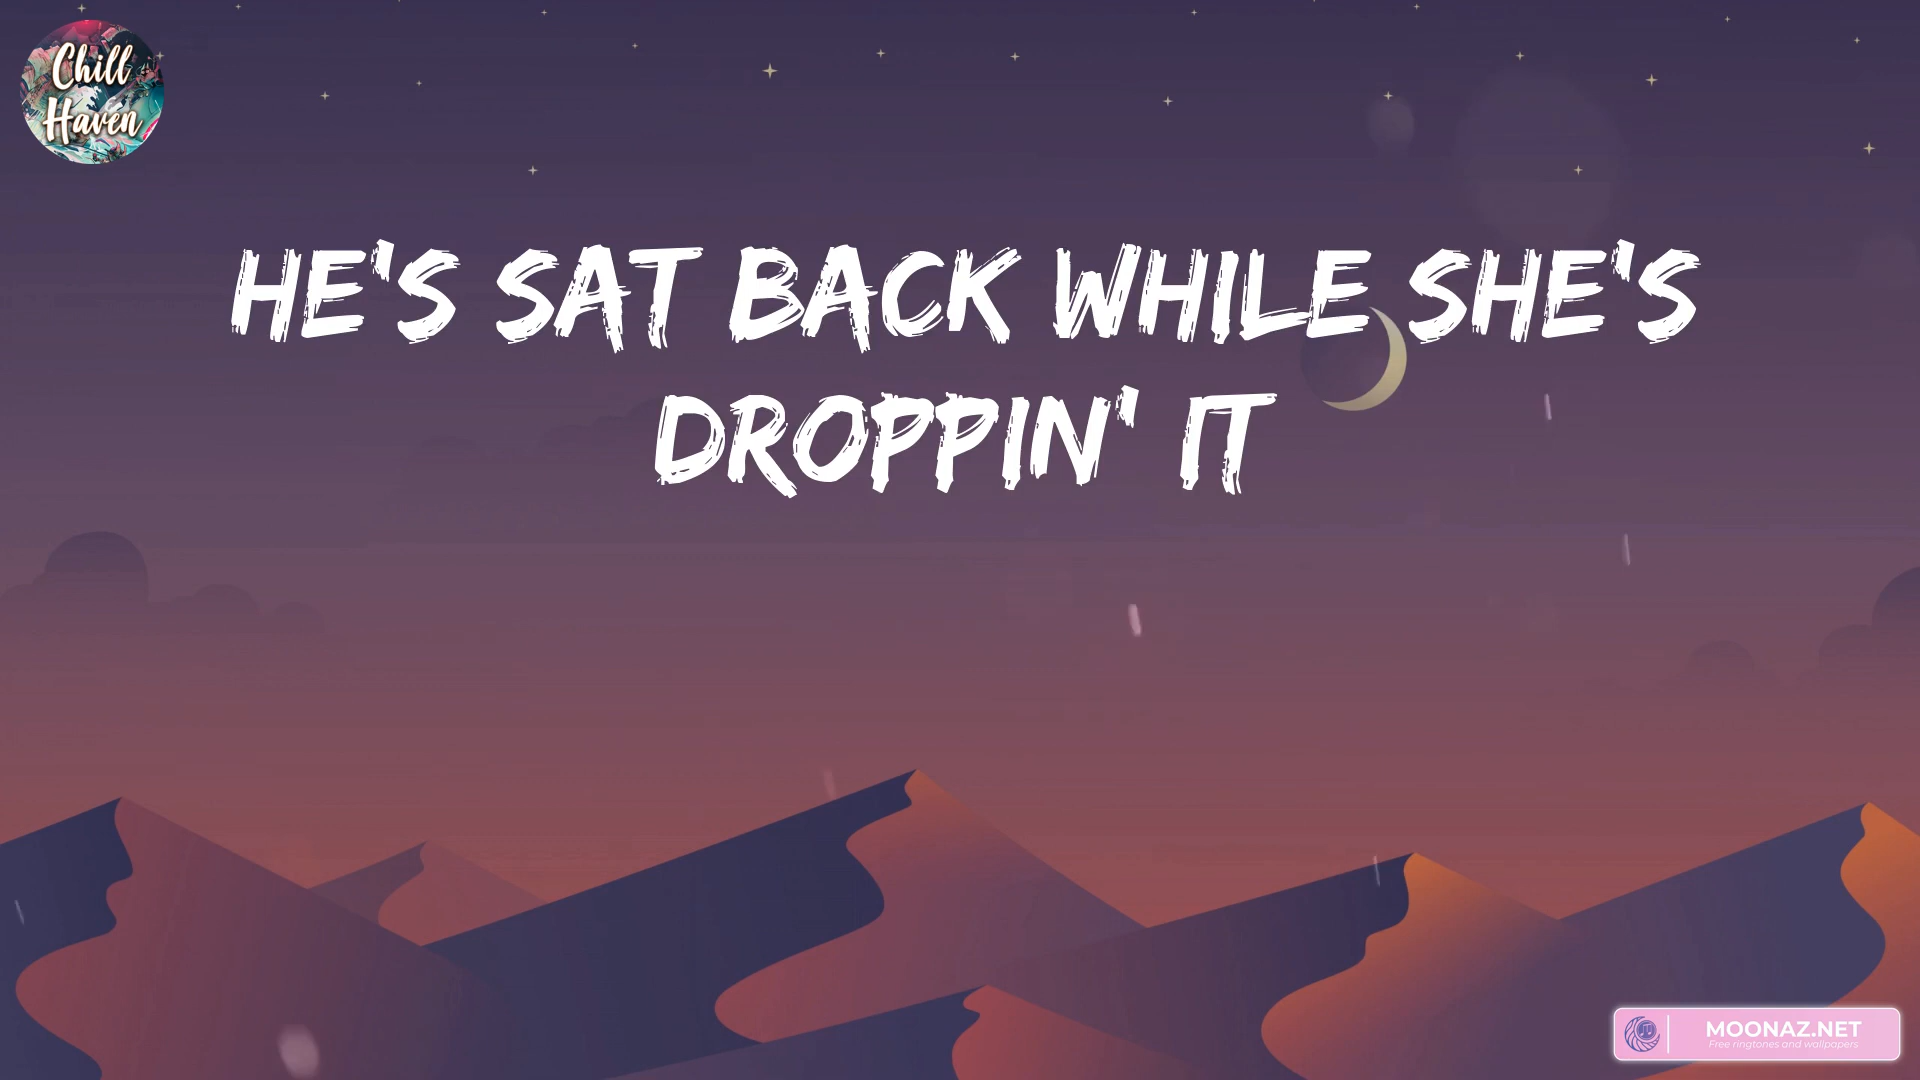 Chill
Haven
HE'S SAT BACK WHILE SHE'S
DROPPIN' IT
MOONAZ.NET
Free ringtones and wallpapers